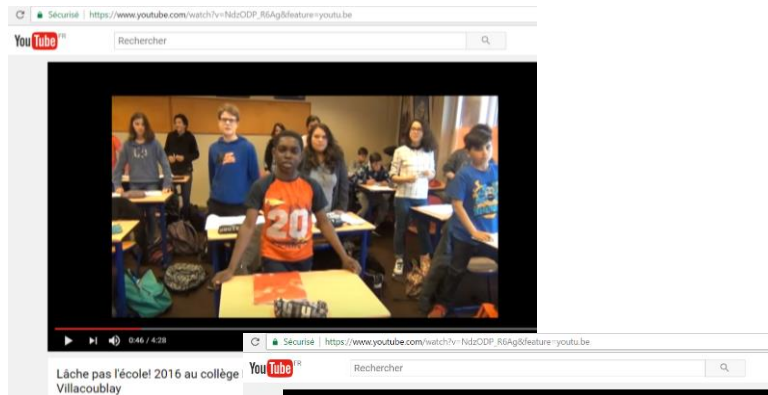 Sécurisé | https://www.youtube.com/watch?v=NdzODP_R6Ag&feature=youtu.be
YouTube FR
Rechercher
20
0:46 / 4:28
Lâche pas l'école! 2016 au collège
Villacoublay
Sécurisé | https://www.youtube.com/watch?v=NdzODP_R6Ag&feature=youtu.be
YouTube FR
Rechercher